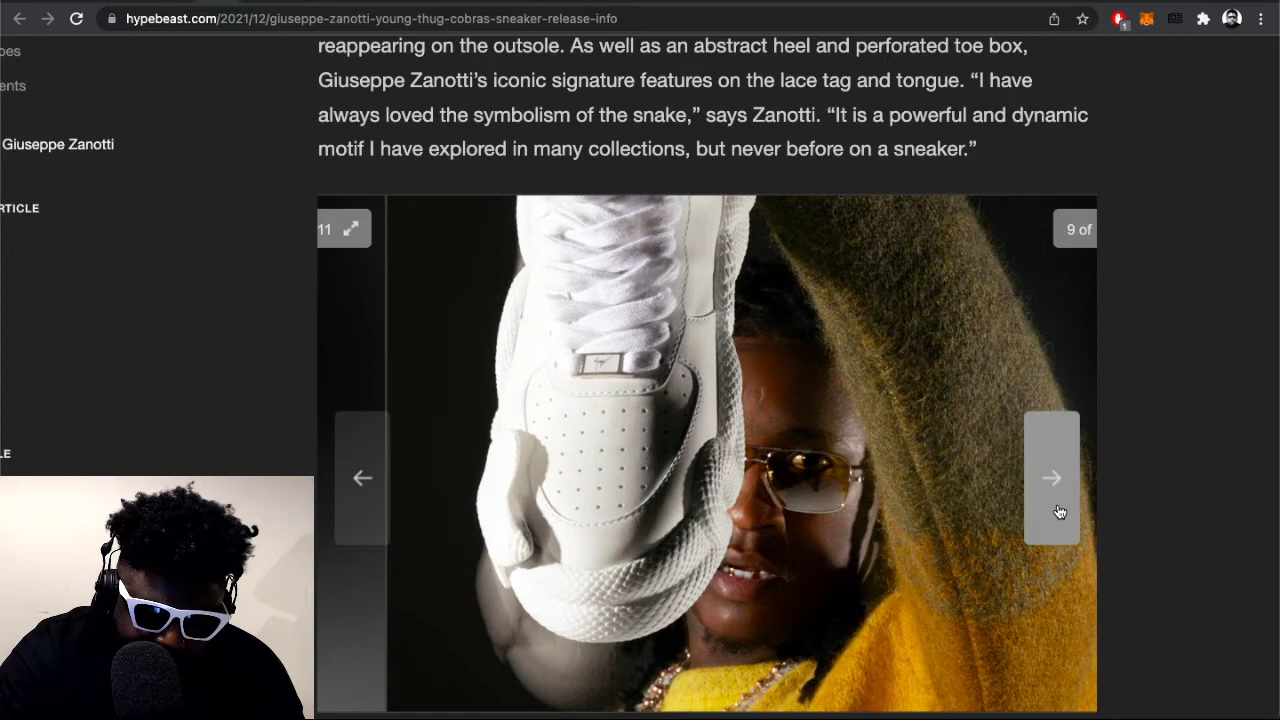 hypebeast.com/2021/12/giuseppe-zanotti-young-thug-cobras-sneaker-release-info
1
pes
ents
Giuseppe Zanotti
RTICLE
LE
reappearing on the outsole. As well as an abstract heel and perforated toe box,
Giuseppe Zanotti’s iconic signature features on the lace tag and tongue. “I have
always loved the symbolism of the snake,” says Zanotti. “It is a powerful and dynamic
motif I have explored in many collections, but never before on a sneaker.”
11
9 of